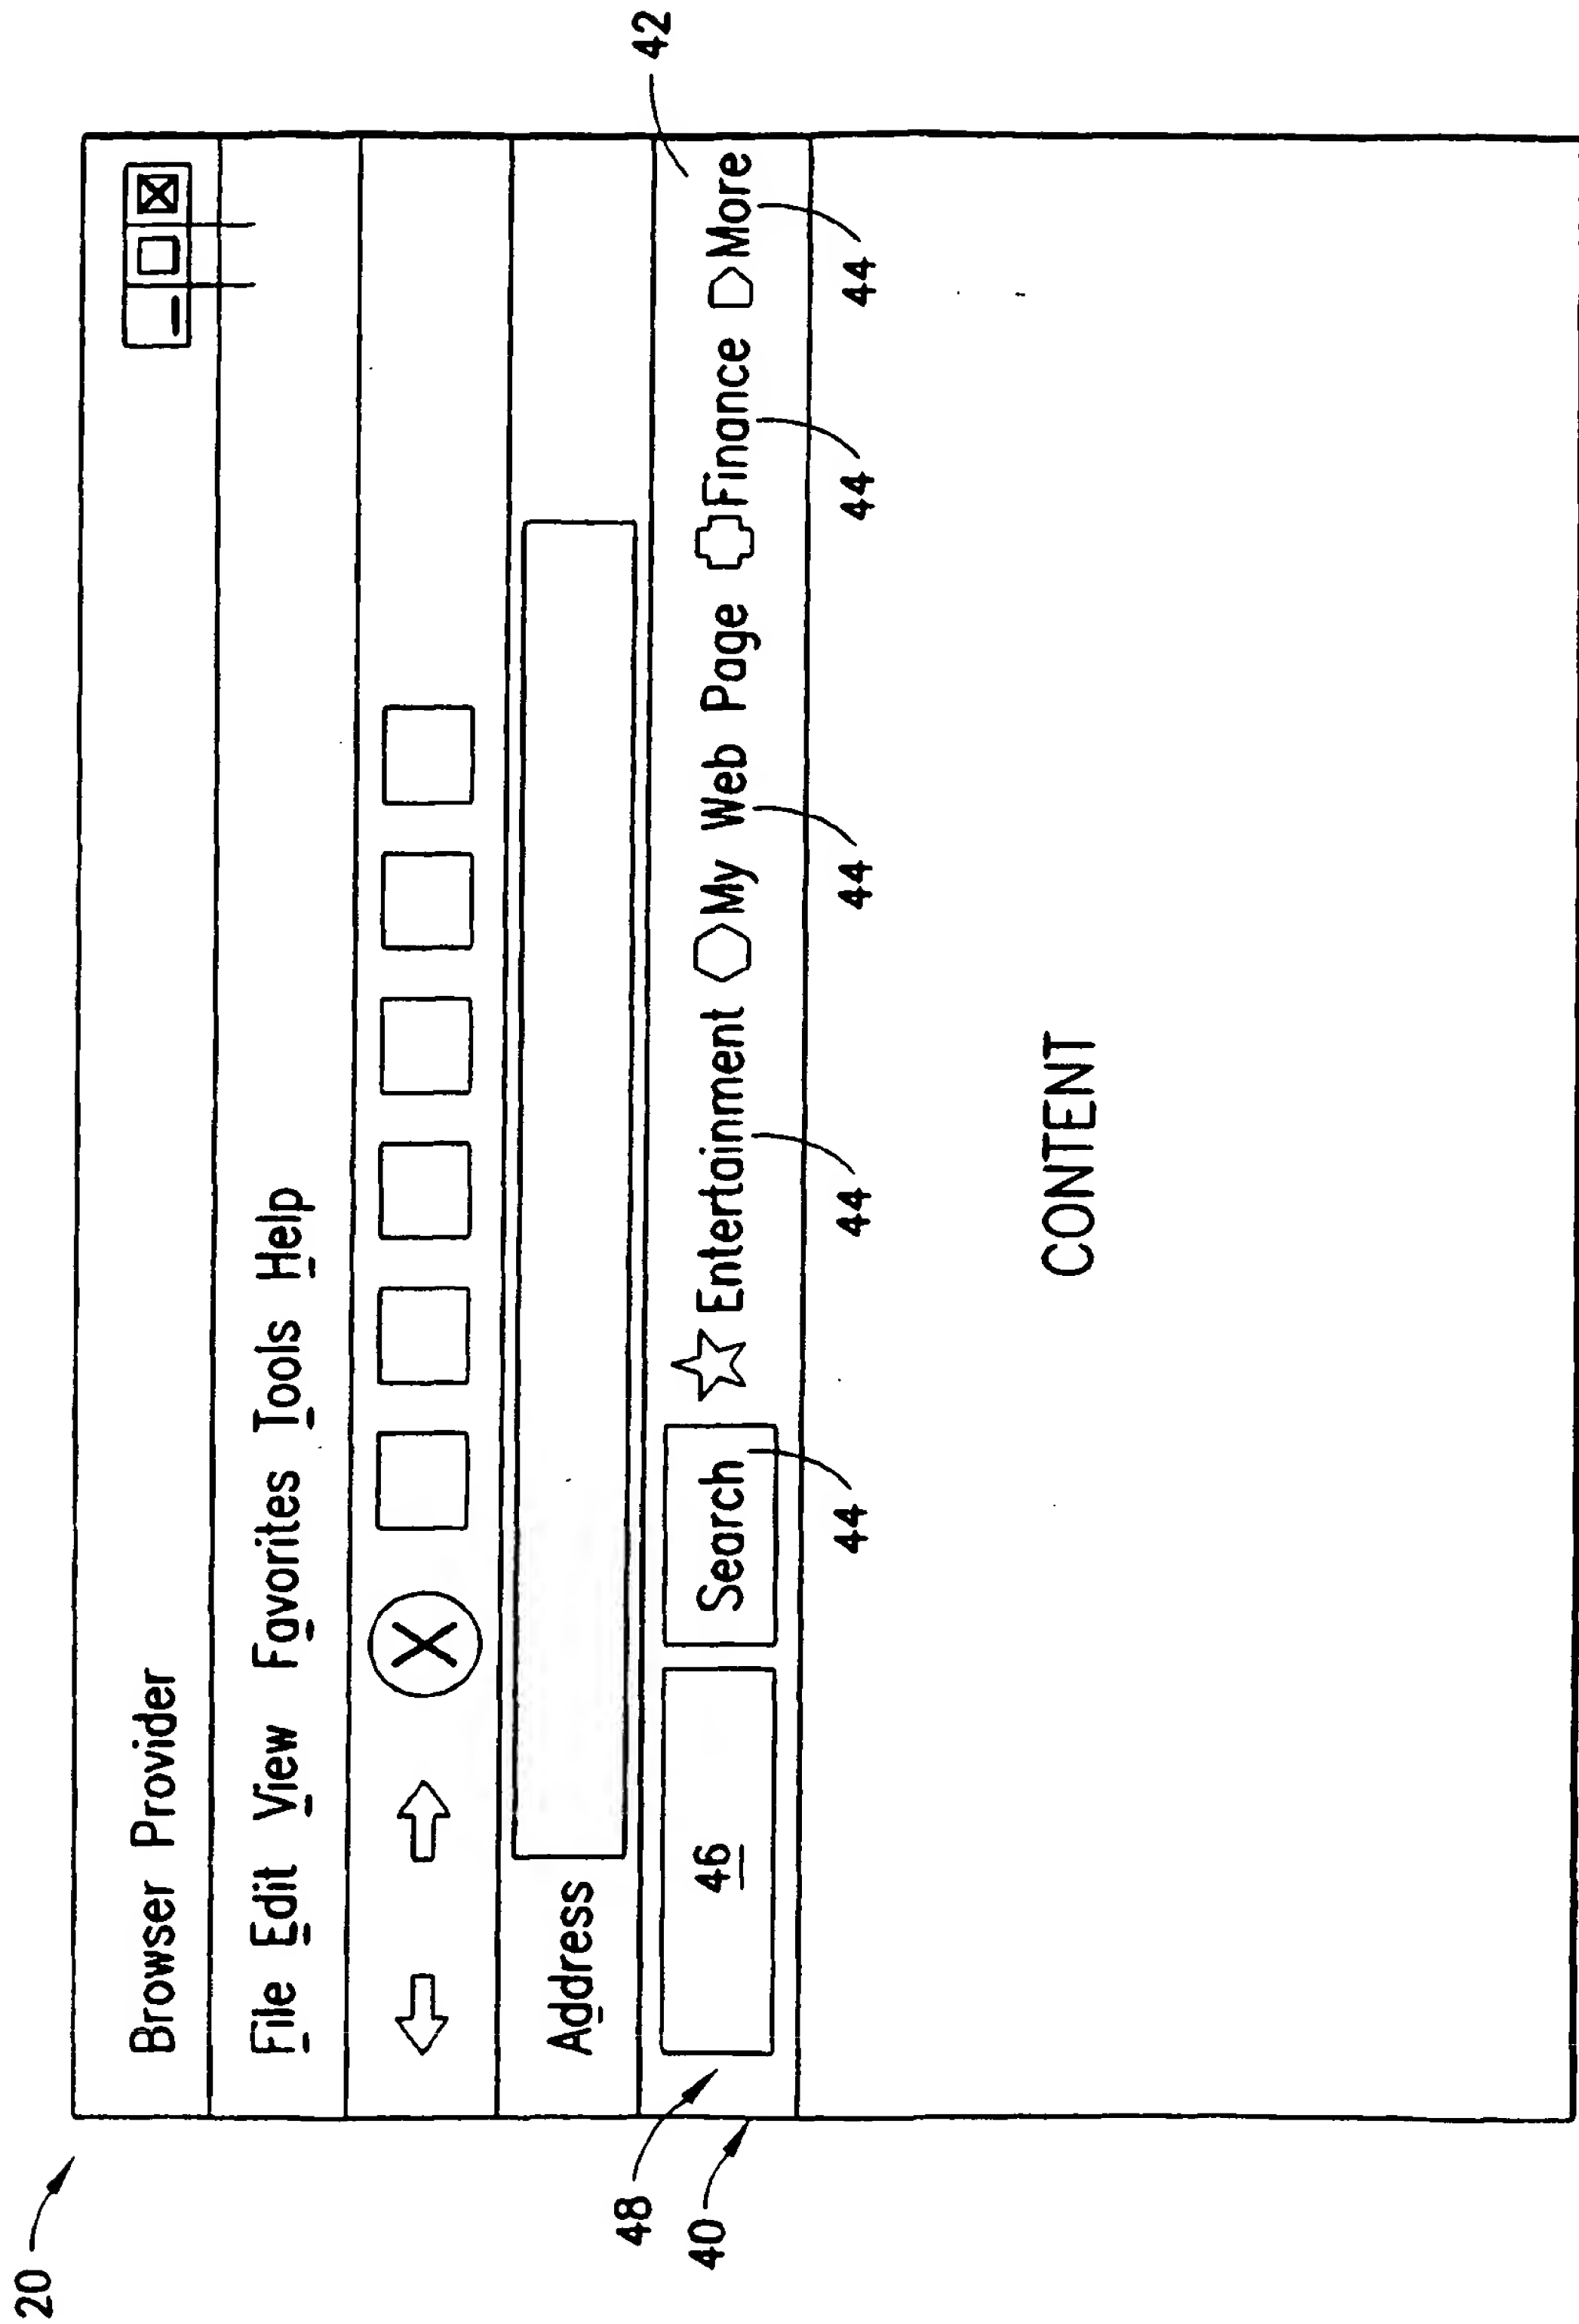 20
Browser Provider
File Edit View Favorites Tools Help
X
Address
42
48
46 Search Entertainment My Web Page Finance More
40
44 44 44 44 44
CONTENT